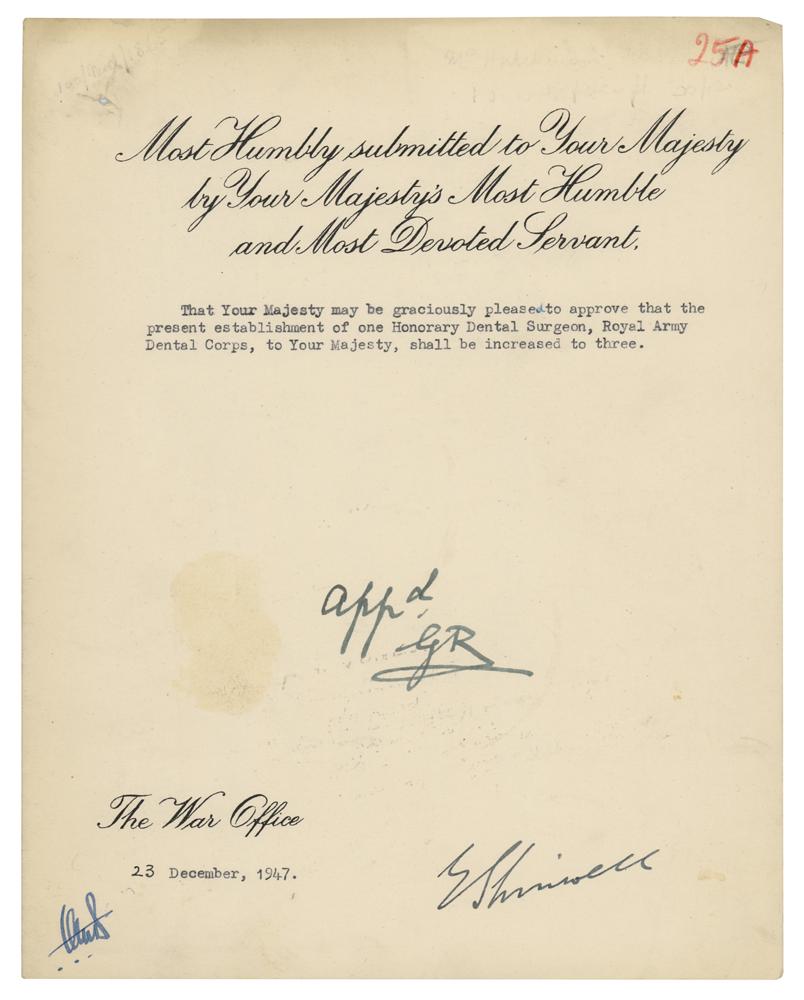 25A
Most Humbly submitted to Your Majesty
by Your Majesty's Most Humble
and Most Devoted Servant.
That Your Majesty may be graciously pleased to approve that the
present establishment of one Honorary Dental Surgeon, Royal Army
Dental Corps, to Your Majesty, shall be increased to three.
appd
GR
The War Office
23 December, 1947.
EShinwell